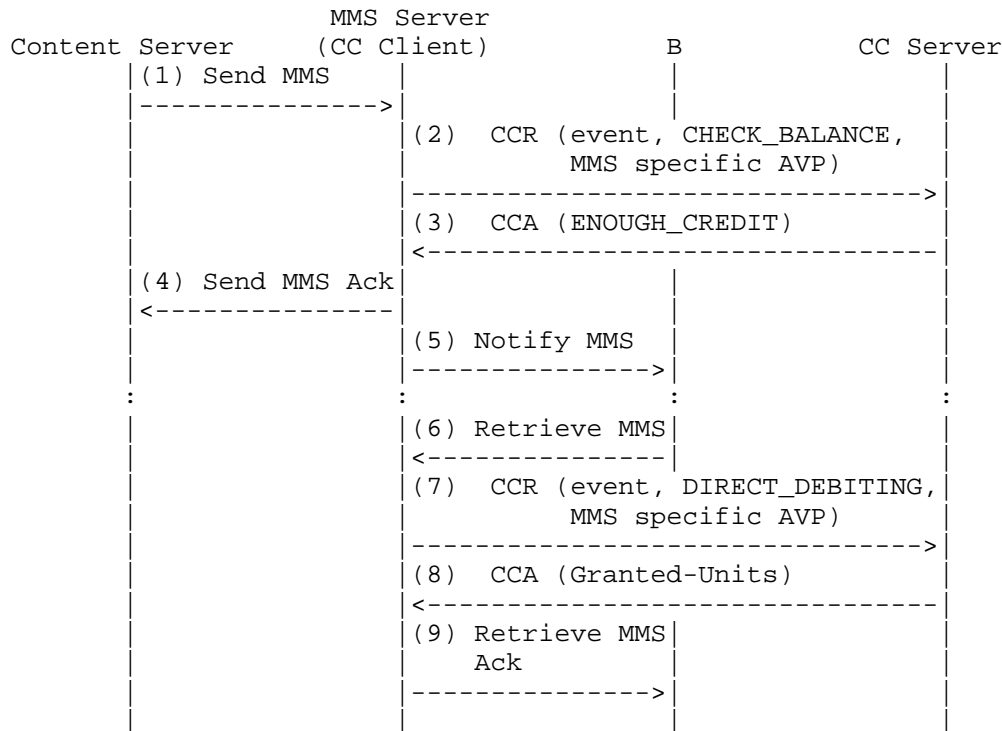 MMS Server
Content Server (CC Client) B CC Server
(1) Send MMS
(2) CCR (event, CHECK_BALANCE,
MMS specific AVP)
(3) CCA (ENOUGH_CREDIT)
(4) Send MMS Ack
(5) Notify MMS
: : : :
(6) Retrieve MMS
(7) CCR (event, DIRECT_DEBITING,
MMS specific AVP)
(8) CCA (Granted-Units)
(9) Retrieve MMS
Ack